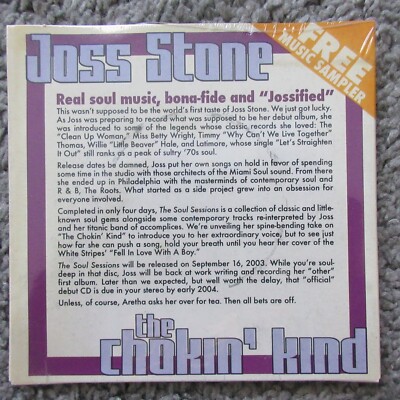 Joss Stone
FREE
MUSIC SAMPLER
Real soul music, bona-fide and "Jossified"
This wasn't supposed to be the world's first taste of Joss Stone. We just got lucky.
As Joss was preparing to record what was supposed to be her debut album, she
was introduced to some of the legends whose classic records she loved: The
"Clean Up Woman," Miss Betty Wright, Timmy "Why Can't We Live Together"
Thomas, Willie "Little Beaver" Hale, and Latimore, whose single "Let's Straighten
It Out" still ranks as a peak of sultry '70s soul.
Release dates be damned, Joss put her own songs on hold in favor of spending
some time in the studio with those architects of the Miami Soul sound. From there
she ended up in Philadelphia with the masterminds of contemporary soul and
R & B, The Roots. What started as a side project grew into an obsession for
everyone involved.
Completed in only four days, The Soul Sessions is a collection of classic and little-
known soul gems alongside some contemporary tracks re-interpreted by Joss
and her titanic band of accomplices. We're unveiling her spine-bending take on
"The Chokin' Kind" to introduce you to her extraordinary voice, but to see just
how far she can push a song, hold your breath until you hear her cover of the
White Stripes' "Fell In Love With A Boy."
The Soul Sessions will be released on September 16, 2003. While you're soul-
deep in that disc, Joss will be back at work writing and recording her "other"
first album. Later than we expected, but well worth the delay, that "official"
debut CD is due in your stereo by early 2004.
Unless, of course, Aretha asks her over for tea. Then all bets are off.
the
chokin' kind